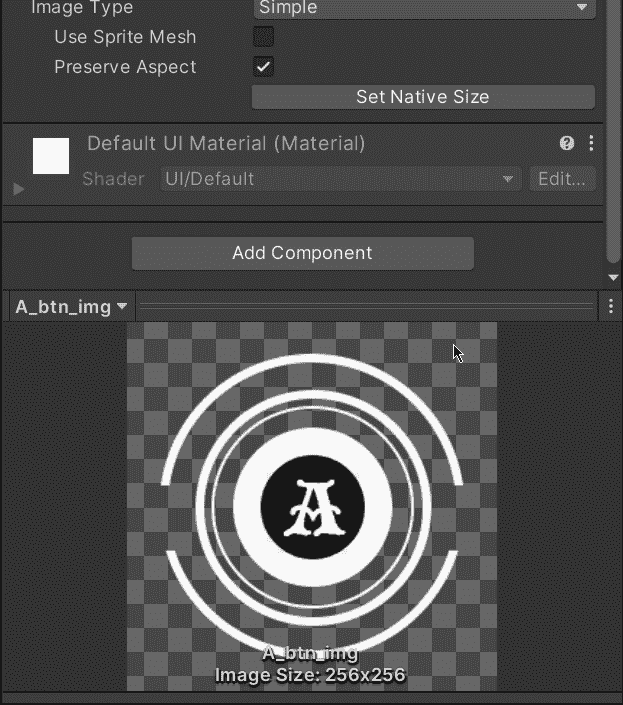 Image Type Simple
Use Sprite Mesh
Preserve Aspect
Set Native Size
Default UI Material (Material)
Shader UI/Default Edit...
Add Component
A_btn_img
A
A_btn_img
Image Size: 256x256